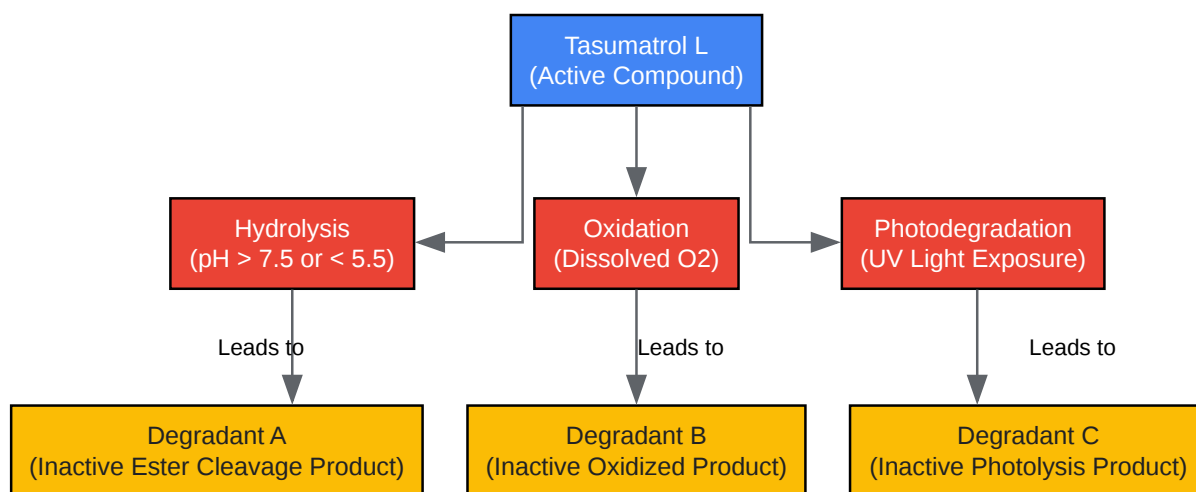 Tasumatrol L
(Active Compound)
Hydrolysis
(pH > 7.5 or < 5.5)
Oxidation
(Dissolved O2)
Photodegradation
(UV Light Exposure)
Leads to
Leads to
Leads to
Degradant A
(Inactive Ester Cleavage Product)
Degradant B
(Inactive Oxidized Product)
Degradant C
(Inactive Photolysis Product)